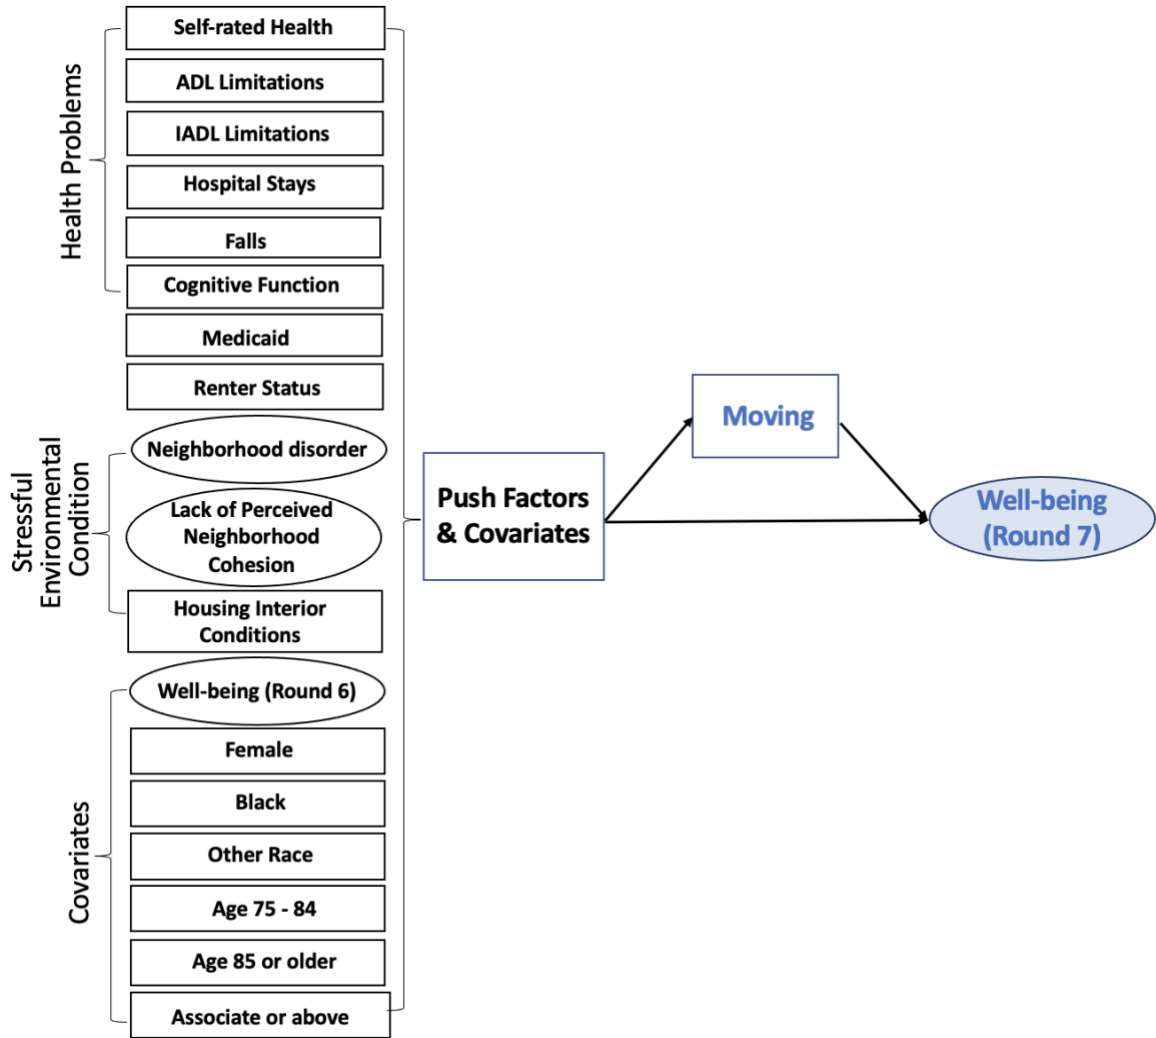 Health Problems
Self-rated Health
ADL Limitations
IADL Limitations
Hospital Stays
Falls
Cognitive Function
Medicaid
Renter Status
Stressful
Environmental
Condition
Neighborhood disorder
Lack of Perceived
Neighborhood
Cohesion
Housing Interior
Conditions
Covariates
Well-being (Round 6)
Female
Black
Other Race
Age 75 - 84
Age 85 or older
Associate or above
Push Factors
& Covariates
Moving
Well-being
(Round 7)